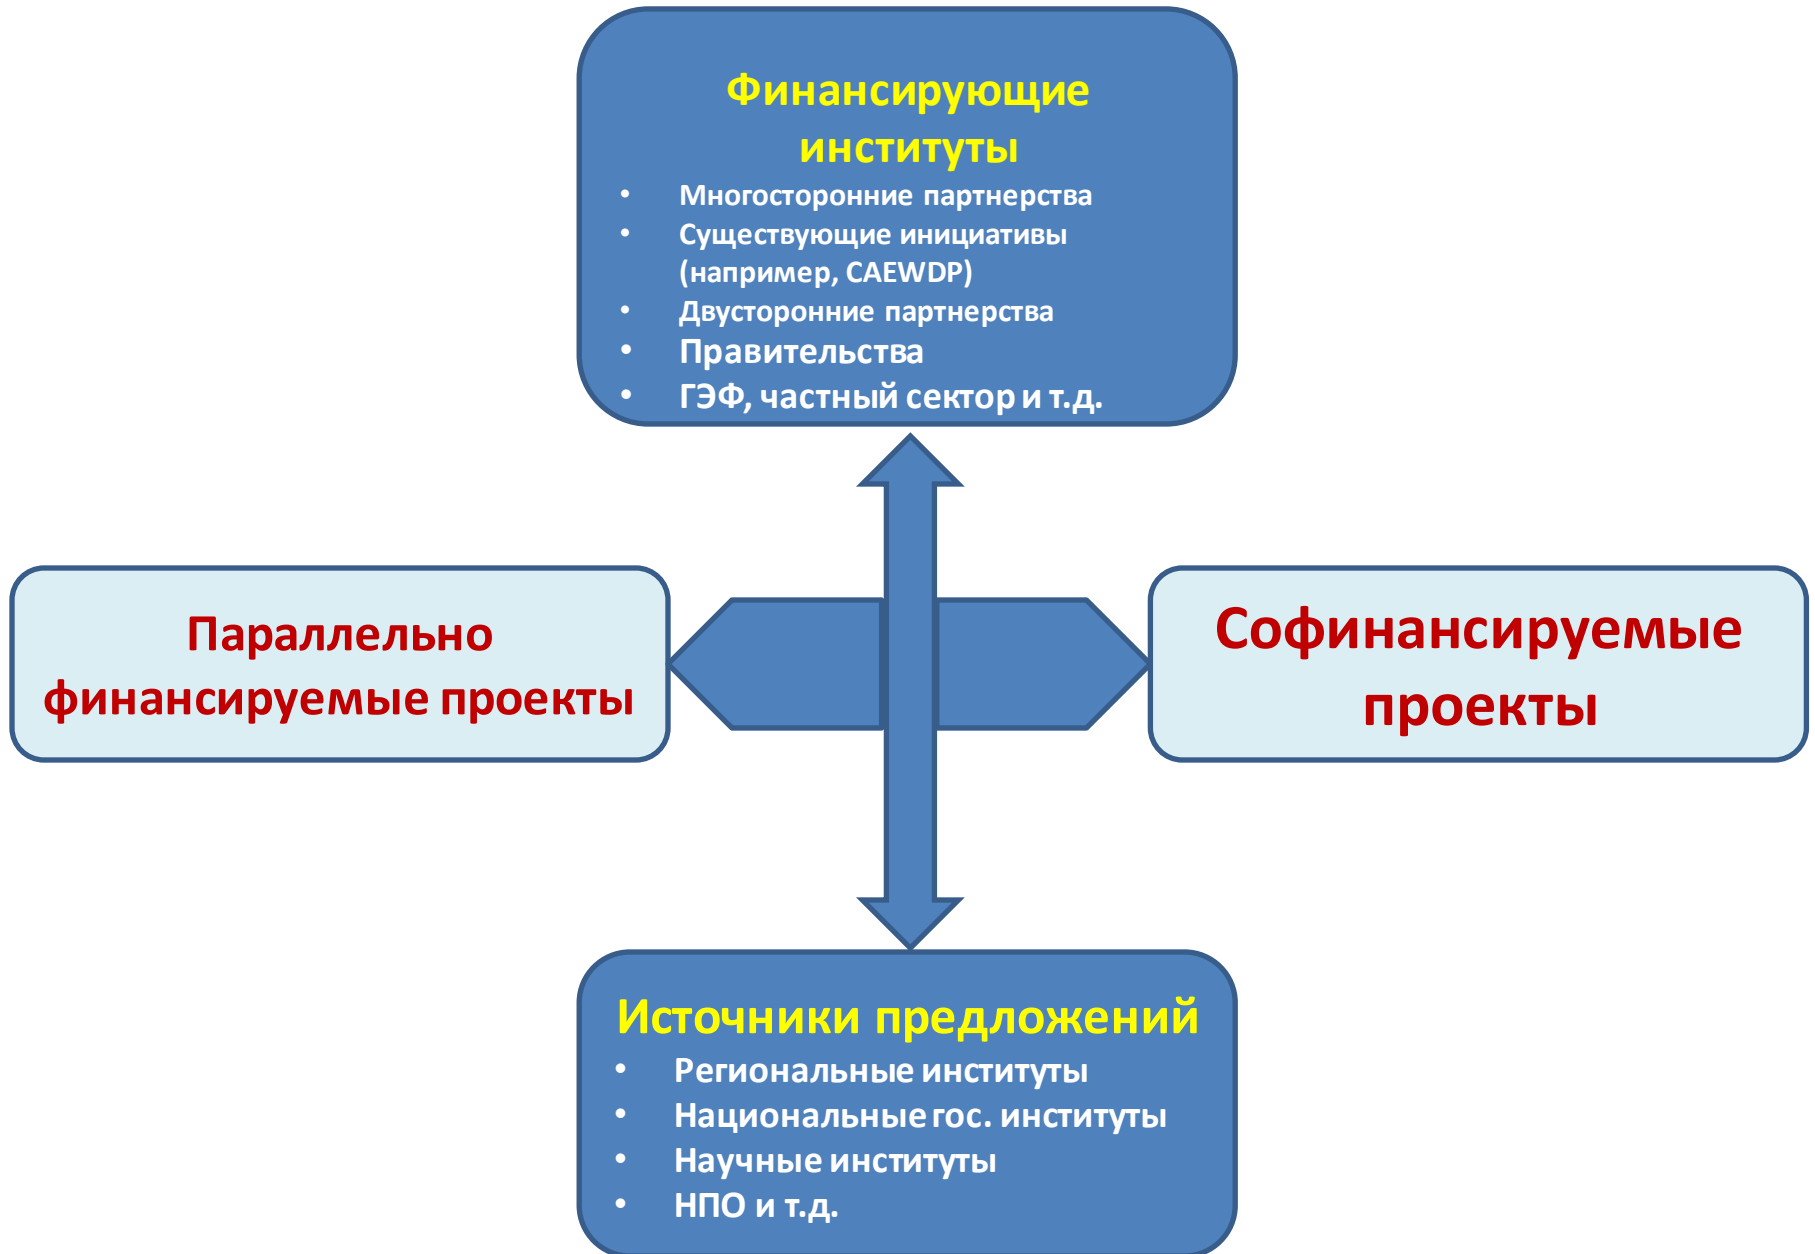 Финансирующие
институты
• Многосторонние партнерства
• Существующие инициативы
(например, CAEWDP)
• Двусторонние партнерства
• Правительства
• ГЭФ, частный сектор и т.д.
Параллельно
финансируемые проекты
Софинансируемые
проекты
Источники предложений
• Региональные институты
• Национальные гос. институты
• Научные институты
• НПО и т.д.